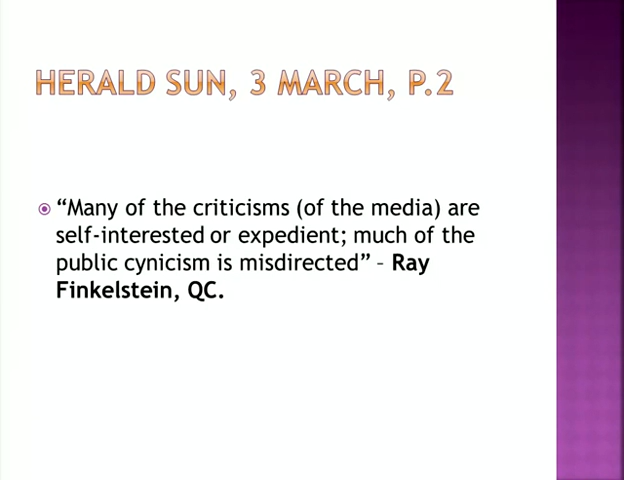 HERALD SUN, 3 MARCH, P.2
“Many of the criticisms (of the media) are
self-interested or expedient; much of the
public cynicism is misdirected” – Ray
Finkelstein, QC.